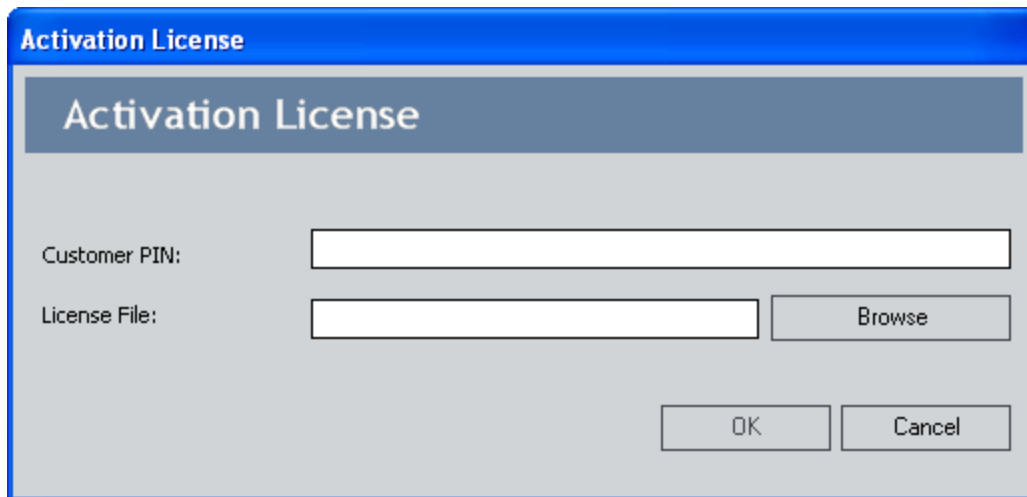 Activation License
Activation License
Customer PIN:
License File:
Browse
OK
Cancel